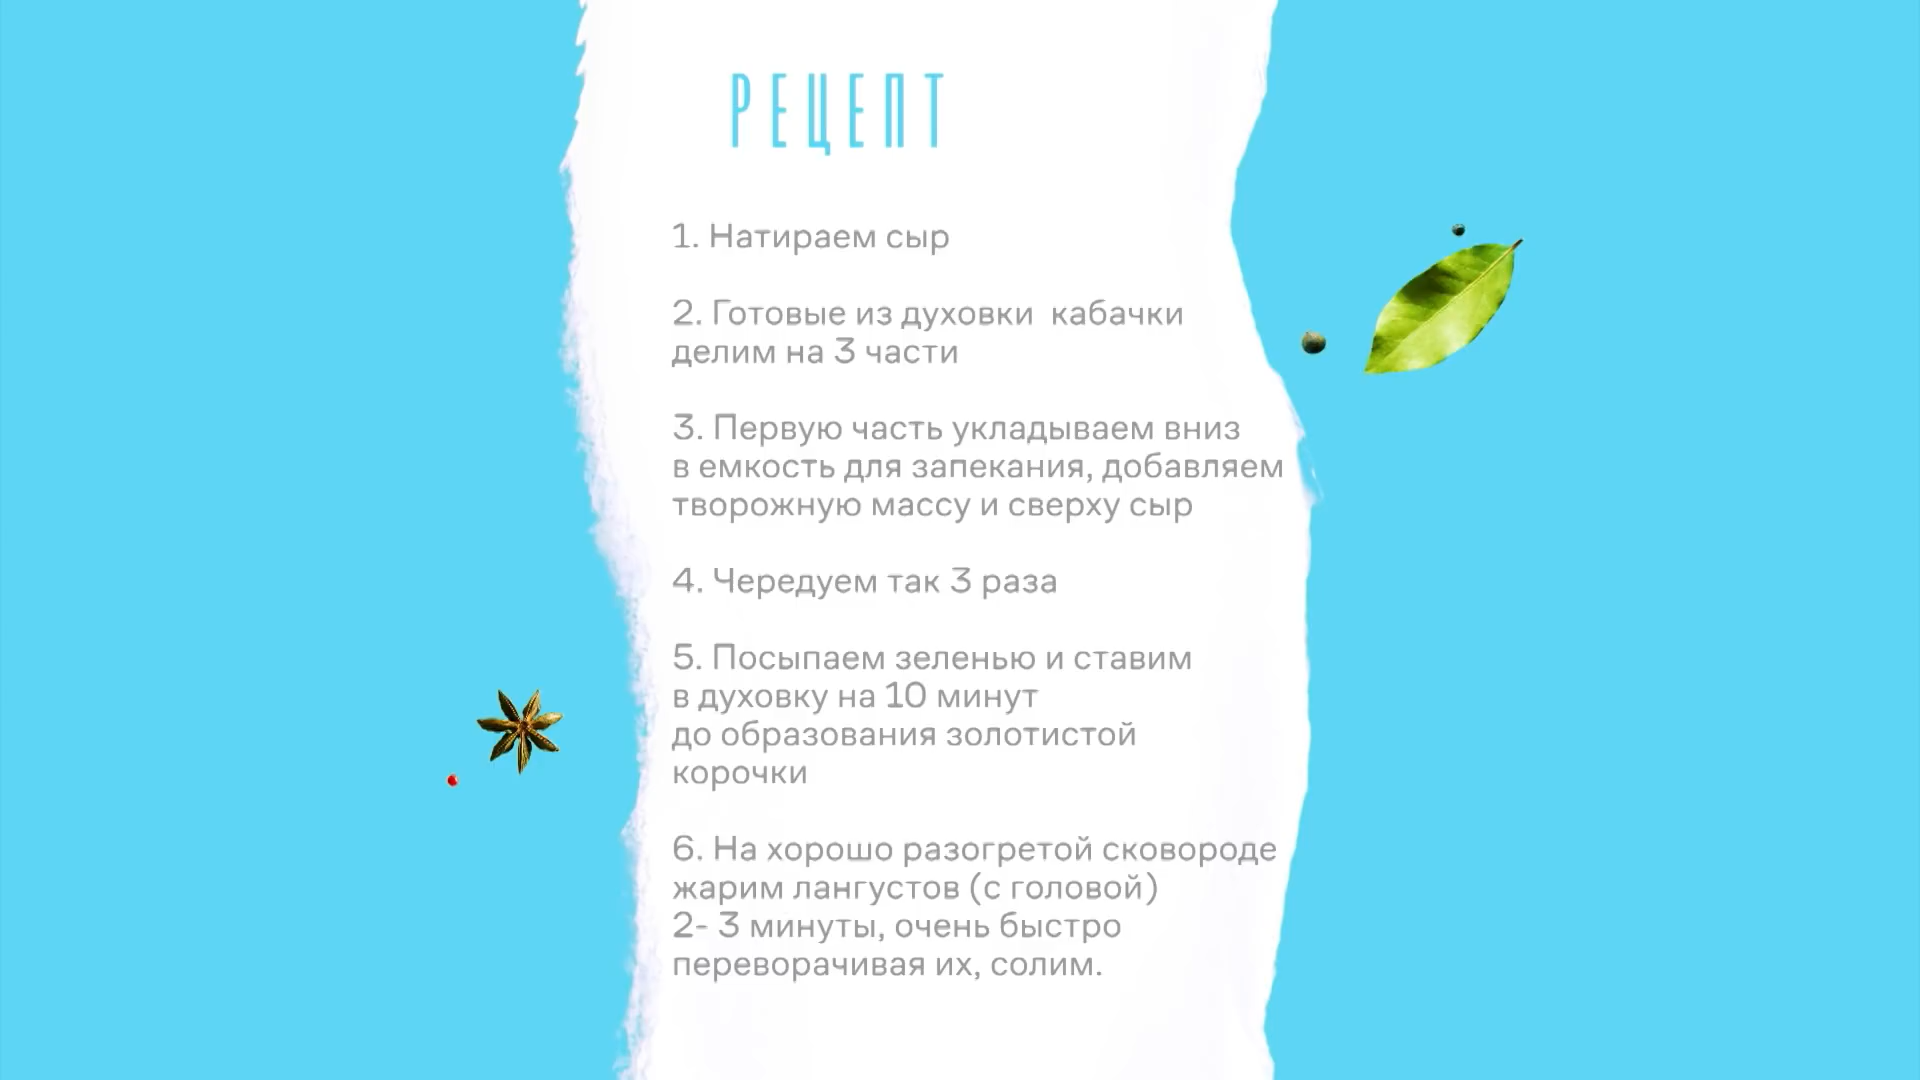 РЕЦЕПТ
1. Натираем сыр
2. Готовые из духовки кабачки
делим на 3 части
3. Первую часть укладываем вниз
в емкость для запекания, добавляем
творожную массу и сверху сыр
4. Чередуем так 3 раза
5. Посыпаем зеленью и ставим
в духовку на 10 минут
до образования золотистой
корочки
6. На хорошо разогретой сковороде
жарим лангустов (с головой)
2- 3 минуты, очень быстро
переворачивая их, солим.